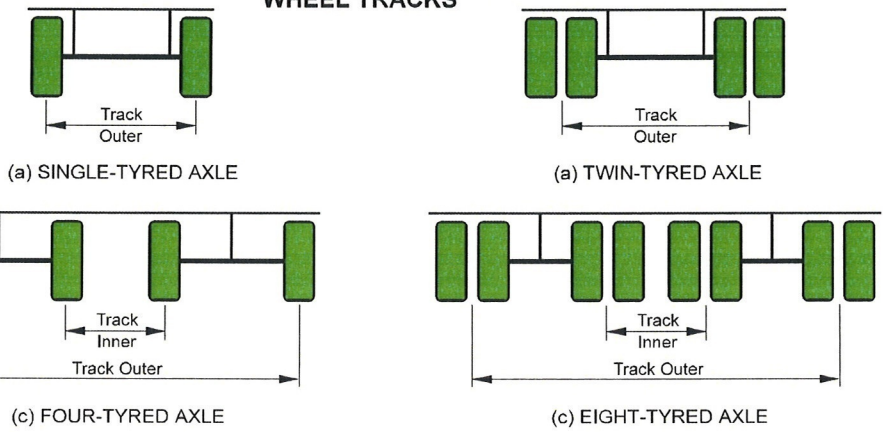 WHEEL TRACKS
Track
Outer
Track
Outer
(a) SINGLE-TYRED AXLE
(a) TWIN-TYRED AXLE
Track
Inner
Track Outer
Track
Inner
Track Outer
(c) FOUR-TYRED AXLE
(c) EIGHT-TYRED AXLE